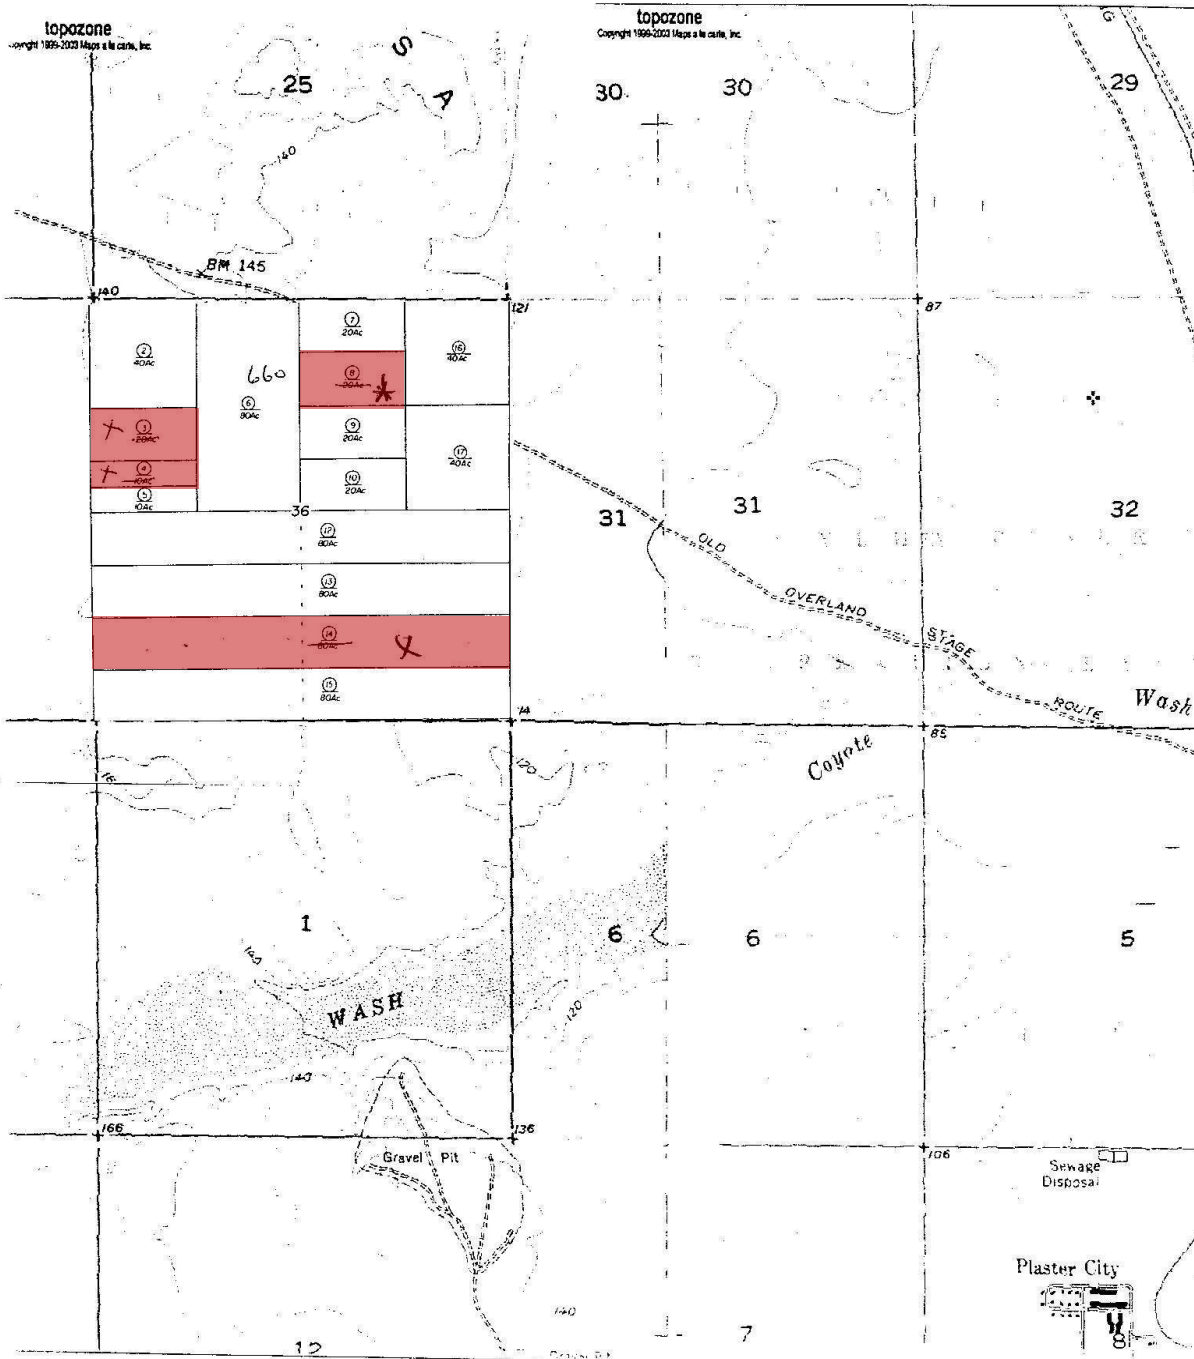 topozone
Copyright 1999-2003 Maps a la carte, Inc.
topozone
Copyright 1999-2003 Maps a la carte, Inc.
25
S
A
30
30
29
G
140
BM 145
140
121
87
2
40Ac
7
20Ac
16
40Ac
660
8
20Ac
6
80Ac
3
20Ac
9
20Ac
17
40Ac
4
10Ac
10
20Ac
5
10Ac
36
12
80Ac
13
80Ac
14
80Ac
15
80Ac
31
31
32
OLD
OVERLAND
STAGE
ROUTE
Wash
14
85
Coyote
120
1
6
6
5
140
WASH
120
140
166
136
106
Gravel Pit
Sewage
Disposal
Plaster City
140
7
8